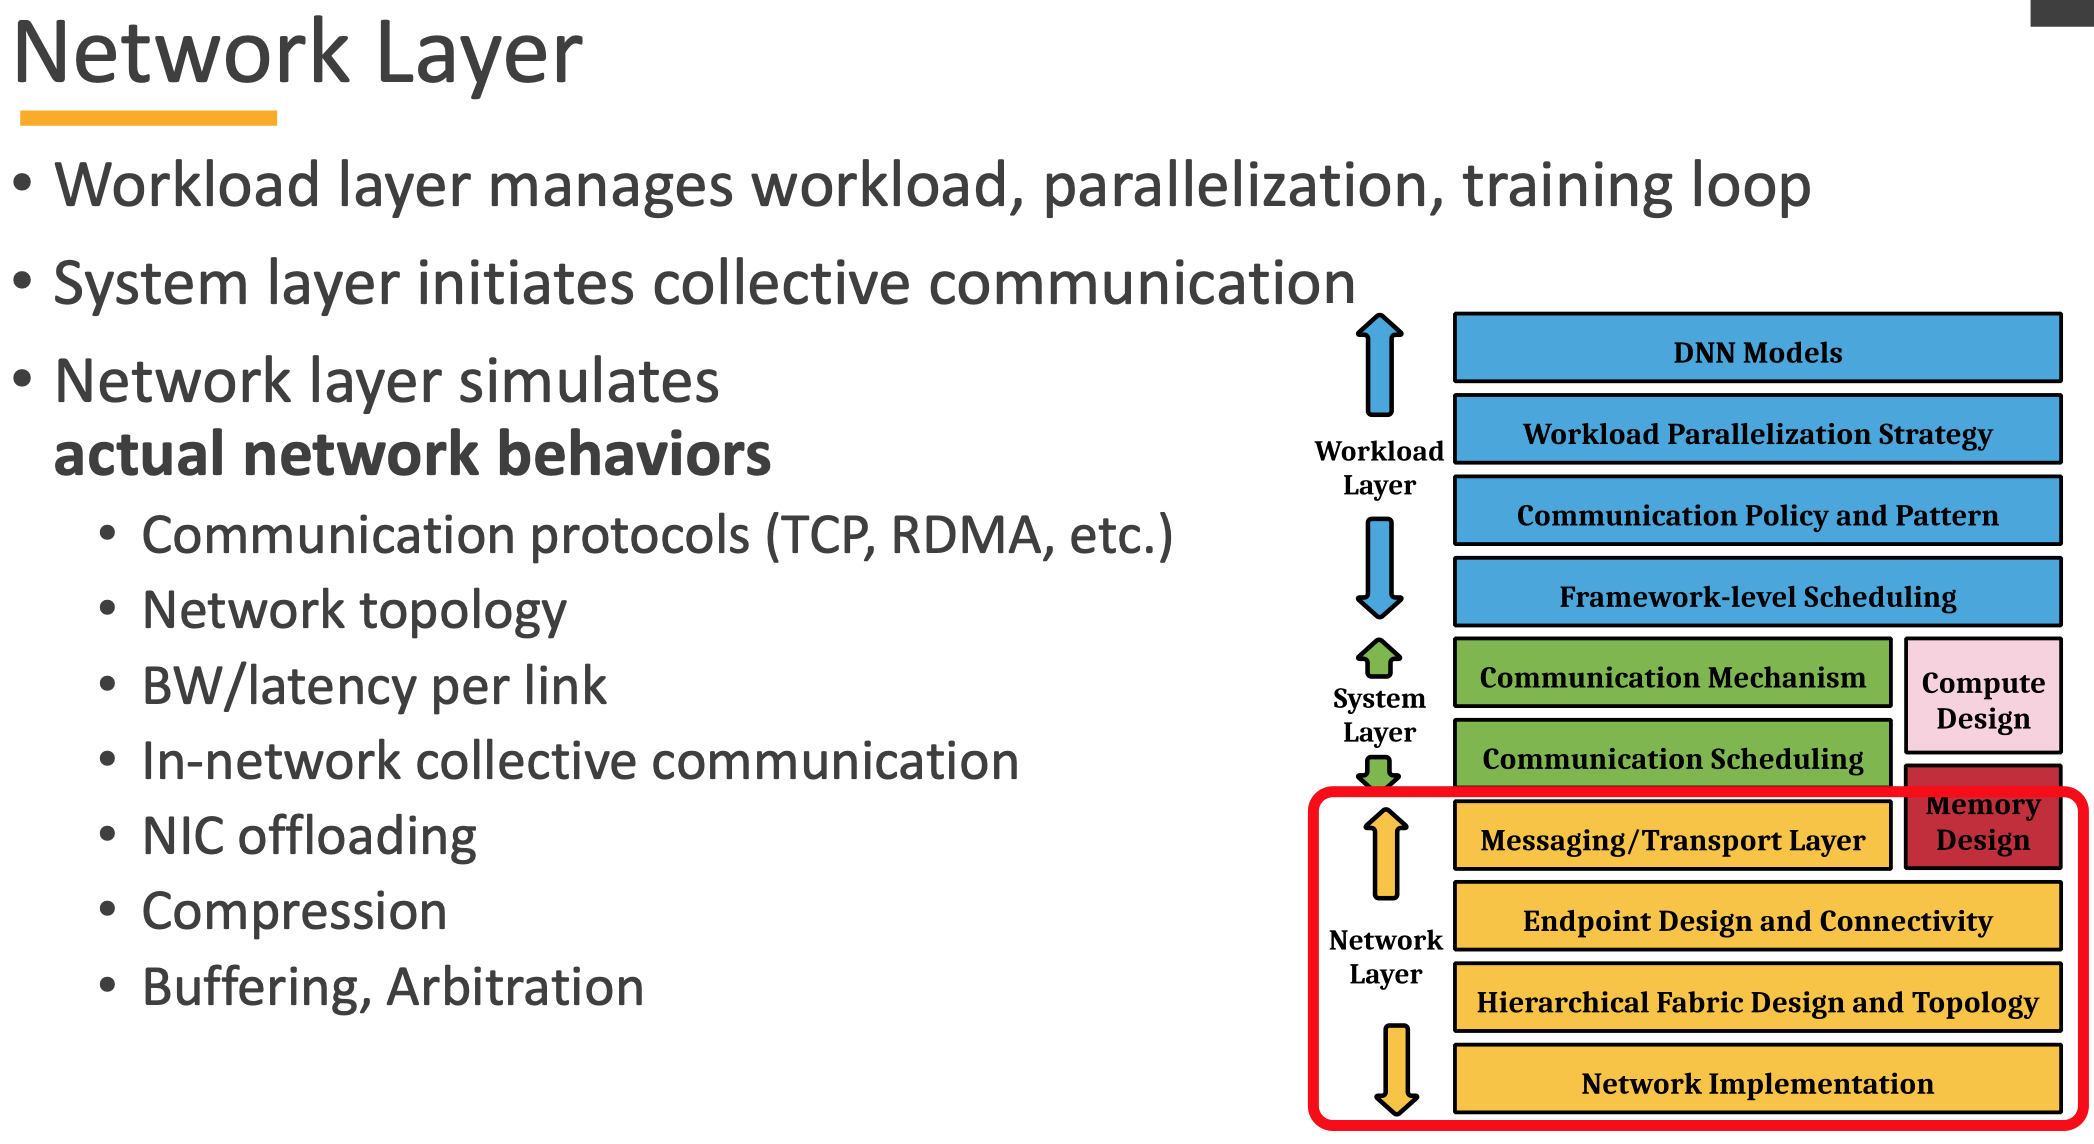 Network Layer
• Workload layer manages workload, parallelization, training loop
• System layer initiates collective communication
• Network layer simulates
actual network behaviors
• Communication protocols (TCP, RDMA, etc.)
• Network topology
• BW/latency per link
• In-network collective communication
• NIC offloading
• Compression
• Buffering, Arbitration
Workload
Layer
System
Layer
Network
Layer
DNN Models
Workload Parallelization Strategy
Communication Policy and Pattern
Framework-level Scheduling
Communication Mechanism
Communication Scheduling
Compute
Design
Memory
Design
Messaging/Transport Layer
Endpoint Design and Connectivity
Hierarchical Fabric Design and Topology
Network Implementation